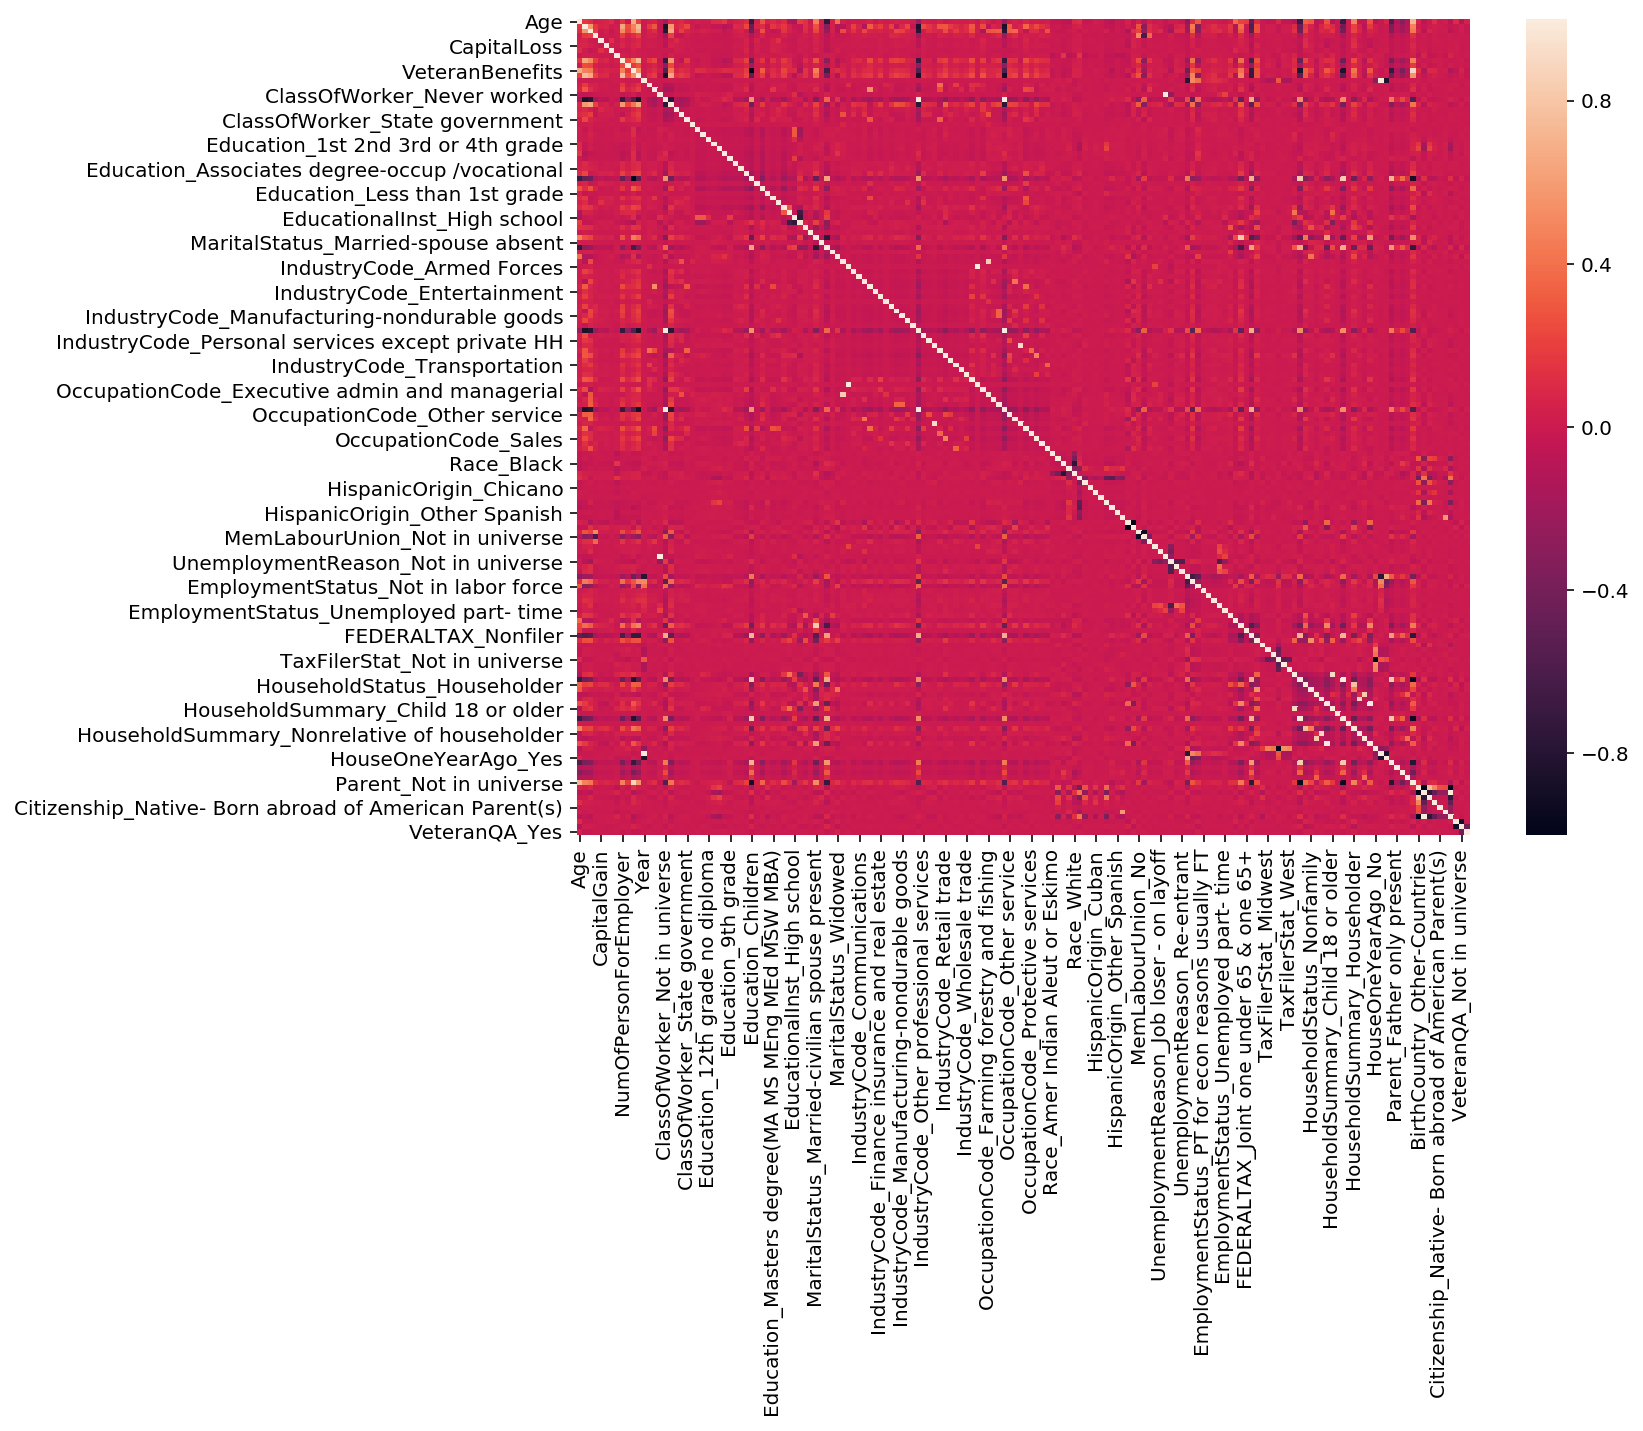 Age
CapitalLoss
VeteranBenefits
ClassOfWorker_Never worked
ClassOfWorker_State government
Education_1st 2nd 3rd or 4th grade
Education_Associates degree-occup /vocational
Education_Less than 1st grade
EducationalInst_High school
MaritalStatus_Married-spouse absent
IndustryCode_Armed Forces
IndustryCode_Entertainment
IndustryCode_Manufacturing-nondurable goods
IndustryCode_Personal services except private HH
IndustryCode_Transportation
OccupationCode_Executive admin and managerial
OccupationCode_Other service
OccupationCode_Sales
Race_Black
HispanicOrigin_Chicano
HispanicOrigin_Other Spanish
MemLabourUnion_Not in universe
UnemploymentReason_Not in universe
EmploymentStatus_Not in labor force
EmploymentStatus_Unemployed part- time
FEDERALTAX_Nonfiler
TaxFilerStat_Not in universe
HouseholdStatus_Householder
HouseholdSummary_Child 18 or older
HouseholdSummary_Nonrelative of householder
HouseOneYearAgo_Yes
Parent_Not in universe
Citizenship_Native- Born abroad of American Parent(s)
VeteranQA_Yes
Age
CapitalGain
NumOfPersonForEmployer
Year
ClassOfWorker_Not in universe
ClassOfWorker_State government
Education_12th grade no diploma
Education_9th grade
Education_Children
Education_Masters degree(MA MS MEng MEd MSW MBA)
EducationalInst_High school
MaritalStatus_Married-civilian spouse present
MaritalStatus_Widowed
IndustryCode_Communications
IndustryCode_Finance insurance and real estate
IndustryCode_Manufacturing-nondurable goods
IndustryCode_Other professional services
IndustryCode_Retail trade
IndustryCode_Wholesale trade
OccupationCode_Farming forestry and fishing
OccupationCode_Other service
OccupationCode_Protective services
Race_Amer Indian Aleut or Eskimo
Race_White
HispanicOrigin_Cuban
HispanicOrigin_Other Spanish
MemLabourUnion_No
UnemploymentReason_Job loser - on layoff
UnemploymentReason_Re-entrant
EmploymentStatus_PT for econ reasons usually FT
EmploymentStatus_Unemployed part- time
FEDERALTAX_Joint one under 65 & one 65+
TaxFilerStat_Midwest
TaxFilerStat_West
HouseholdStatus_Nonfamily
HouseholdSummary_Child 18 or older
HouseholdSummary_Householder
HouseOneYearAgo_No
Parent_Father only present
BirthCountry_Other-Countries
Citizenship_Native- Born abroad of American Parent(s)
VeteranQA_Not in universe
0.8
0.4
0.0
−0.4
−0.8